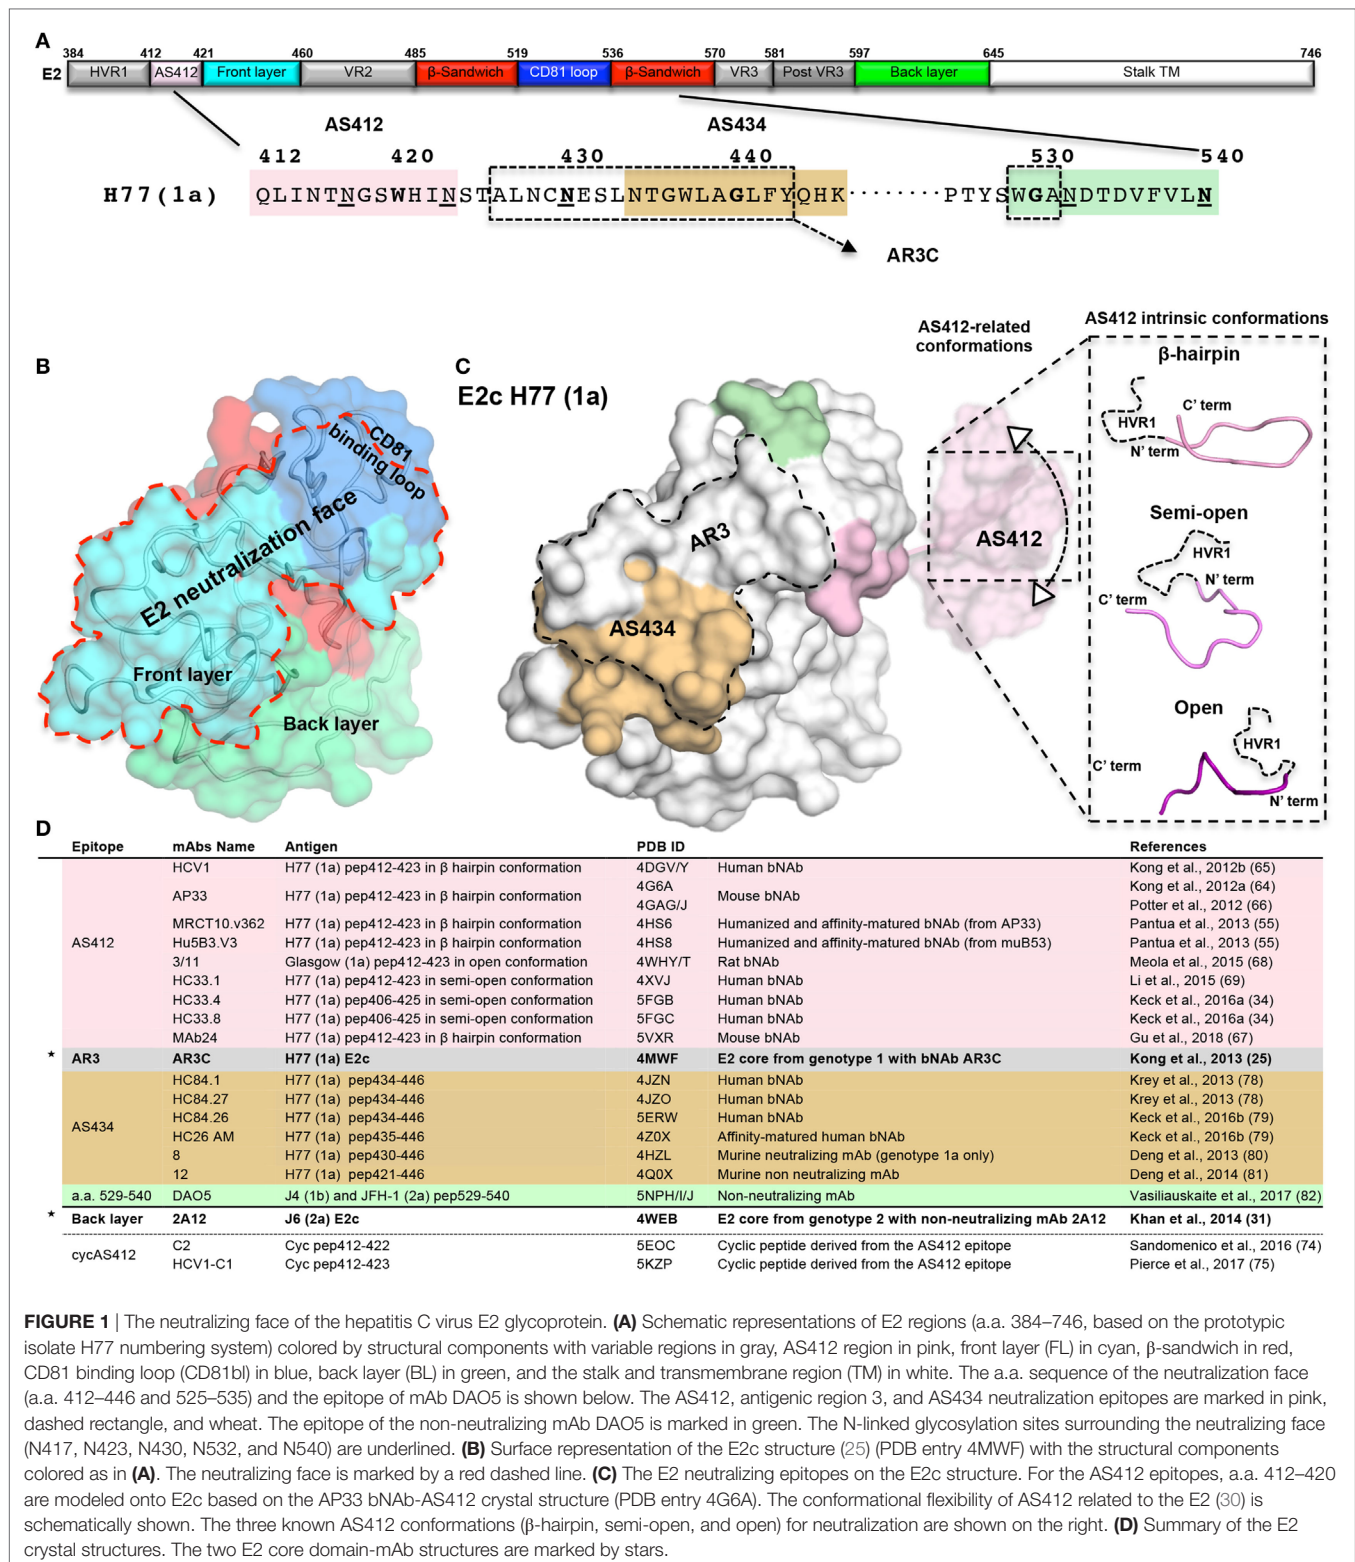 A
384 412 421 460 485 519 536 570 581 597 645 746
E2 HVR1 AS412 Front layer VR2 β-Sandwich CD81 loop β-Sandwich VR3 Post VR3 Back layer Stalk TM
AS412 AS434
412 420 430 440 530 540
H77(1a) QLINTNGSWHINSTALNCNESLNTGWLAGLFYQHK········PTYSWGANDTDVFVLN
AR3C
B
CD81
binding loop
E2 neutralization face
Front layer
Back layer
C
E2c H77 (1a)
AR3
AS434
AS412-related
conformations
AS412
AS412 intrinsic conformations
β-hairpin
C' term
HVR1
N' term
Semi-open
HVR1
N' term
C' term
Open
HVR1
C' term
N' term
D
Epitope mAbs Name Antigen PDB ID References
HCV1 H77 (1a) pep412-423 in β hairpin conformation 4DGV/Y Human bNAb Kong et al., 2012b (65)
4G6A Kong et al., 2012a (64)
AP33 H77 (1a) pep412-423 in β hairpin conformation Mouse bNAb
4GAG/J Potter et al., 2012 (66)
MRCT10.v362 H77 (1a) pep412-423 in β hairpin conformation 4HS6 Humanized and affinity-matured bNAb (from AP33) Pantua et al., 2013 (55)
AS412 Hu5B3.V3 H77 (1a) pep412-423 in β hairpin conformation 4HS8 Humanized and affinity-matured bNAb (from muB53) Pantua et al., 2013 (55)
3/11 Glasgow (1a) pep412-423 in open conformation 4WHY/T Rat bNAb Meola et al., 2015 (68)
HC33.1 H77 (1a) pep412-423 in semi-open conformation 4XVJ Human bNAb Li et al., 2015 (69)
HC33.4 H77 (1a) pep406-425 in semi-open conformation 5FGB Human bNAb Keck et al., 2016a (34)
HC33.8 H77 (1a) pep406-425 in semi-open conformation 5FGC Human bNAb Keck et al., 2016a (34)
MAb24 H77 (1a) pep412-423 in β hairpin conformation 5VXR Mouse bNAb Gu et al., 2018 (67)
★ AR3 AR3C H77 (1a) E2c 4MWF E2 core from genotype 1 with bNAb AR3C Kong et al., 2013 (25)
HC84.1 H77 (1a) pep434-446 4JZN Human bNAb Krey et al., 2013 (78)
HC84.27 H77 (1a) pep434-446 4JZO Human bNAb Krey et al., 2013 (78)
HC84.26 H77 (1a) pep434-446 5ERW Human bNAb Keck et al., 2016b (79)
AS434 HC26 AM H77 (1a) pep435-446 4Z0X Affinity-matured human bNAb Keck et al., 2016b (79)
8 H77 (1a) pep430-446 4HZL Murine neutralizing mAb (genotype 1a only) Deng et al., 2013 (80)
12 H77 (1a) pep421-446 4Q0X Murine non neutralizing mAb Deng et al., 2014 (81)
a.a. 529-540 DAO5 J4 (1b) and JFH-1 (2a) pep529-540 5NPH/I/J Non-neutralizing mAb Vasiliauskaite et al., 2017 (82)
★ Back layer 2A12 J6 (2a) E2c 4WEB E2 core from genotype 2 with non-neutralizing mAb 2A12 Khan et al., 2014 (31)
C2 Cyc pep412-422 5EOC Cyclic peptide derived from the AS412 epitope Sandomenico et al., 2016 (74)
cycAS412
HCV1-C1 Cyc pep412-423 5KZP Cyclic peptide derived from the AS412 epitope Pierce et al., 2017 (75)
FIGURE 1 | The neutralizing face of the hepatitis C virus E2 glycoprotein. (A) Schematic representations of E2 regions (a.a. 384–746, based on the prototypic
isolate H77 numbering system) colored by structural components with variable regions in gray, AS412 region in pink, front layer (FL) in cyan, β-sandwich in red,
CD81 binding loop (CD81bl) in blue, back layer (BL) in green, and the stalk and transmembrane region (TM) in white. The a.a. sequence of the neutralization face
(a.a. 412–446 and 525–535) and the epitope of mAb DAO5 is shown below. The AS412, antigenic region 3, and AS434 neutralization epitopes are marked in pink,
dashed rectangle, and wheat. The epitope of the non-neutralizing mAb DAO5 is marked in green. The N-linked glycosylation sites surrounding the neutralizing face
(N417, N423, N430, N532, and N540) are underlined. (B) Surface representation of the E2c structure (25) (PDB entry 4MWF) with the structural components
colored as in (A). The neutralizing face is marked by a red dashed line. (C) The E2 neutralizing epitopes on the E2c structure. For the AS412 epitopes, a.a. 412–420
are modeled onto E2c based on the AP33 bNAb-AS412 crystal structure (PDB entry 4G6A). The conformational flexibility of AS412 related to the E2 (30) is
schematically shown. The three known AS412 conformations (β-hairpin, semi-open, and open) for neutralization are shown on the right. (D) Summary of the E2
crystal structures. The two E2 core domain-mAb structures are marked by stars.